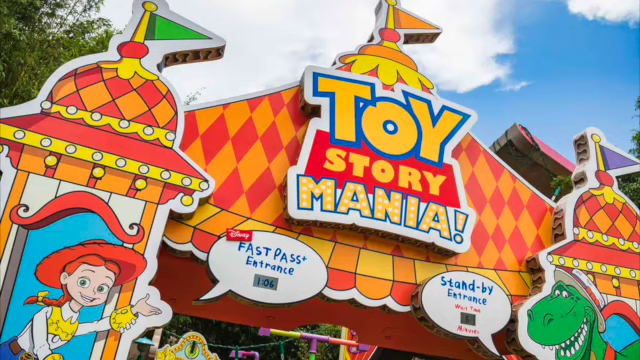 TOY
STORY
MANIA!
Disney
FASTPASS+
Entrance
1:06
Stand-by
Entrance
Wait Time
Minutes